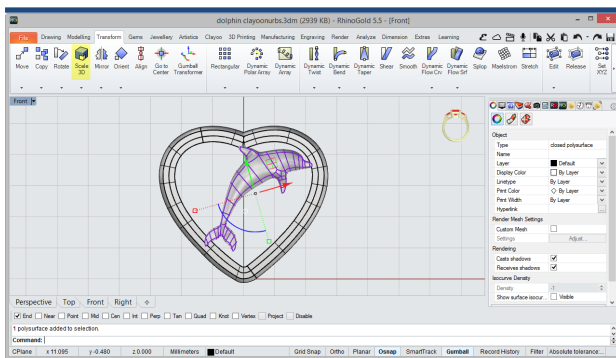 dolphin clayoonurbs.3dm (2939 KB) - RhinoGold 5.5 - [Front]
File Drawing Modelling Transform Gems Jewellery Artistics Clayoo 3D Printing Manufacturing Engraving Render Analyze Dimension Extras Learning
Move Copy Rotate Scale 3D Mirror Orient Align Go to Center Gumball Transformer Rectangular Dynamic Polar Array Dynamic Array Dynamic Twist Dynamic Bend Dynamic Taper Shear Smooth Dynamic Flow Crv Dynamic Flow Srf Splop Maelstrom Stretch Edit Release Set XYZ
Front
Object
Type closed polysurface
Name
Layer Default
Display Color By Layer
Linetype By Layer
Print Color By Layer
Print Width By Layer
Hyperlink
Render Mesh Settings
Custom Mesh
Settings Adjust...
Rendering
Casts shadows
Receives shadows
Isocurve Density
Density -1
Show surface isocur... Visible
Perspective Top Front Right
End Near Point Mid Cen Int Perp Tan Quad Knot Vertex Project Disable
1 polysurface added to selection.
Command:
CPlane x 11.095 y -0.480 z 0.000 Millimeters Default Grid Snap Ortho Planar Osnap SmartTrack Gumball Record History Filter Absolute tolerance...